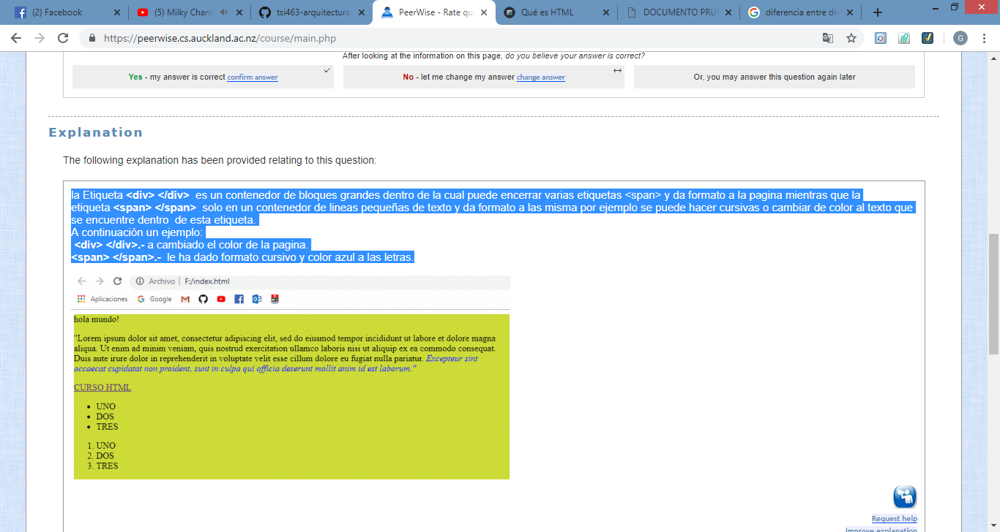 (2) Facebook
(5) Milky Chanc
tsi463-arquitectura
PeerWise - Rate qu
Qué es HTML
DOCUMENTO PRU
diferencia entre div
https://peerwise.cs.auckland.ac.nz/course/main.php
G
After looking at the information on this page, do you believe your answer is correct?
Yes - my answer is correct confirm answer
No - let me change my answer change answer
Or, you may answer this question again later
Explanation
The following explanation has been provided relating to this question:
la Etiqueta <div> </div> es un contenedor de bloques grandes dentro de la cual puede encerrar varias etiquetas <span> y da formato a la pagina mientras que la
etiqueta <span> </span> solo en un contenedor de lineas pequeñas de texto y da formato a las misma por ejemplo se puede hacer cursivas o cambiar de color al texto que
se encuentre dentro de esta etiqueta.
A continuación un ejemplo:
<div> </div>.- a cambiado el color de la pagina.
<span> </span>.- le ha dado formato cursivo y color azul a las letras.
Archivo | F:/index.html
Aplicaciones Google
hola mundo!
"Lorem ipsum dolor sit amet, consectetur adipiscing elit, sed do eiusmod tempor incididunt ut labore et dolore magna
aliqua. Ut enim ad minim veniam, quis nostrud exercitation ullamco laboris nisi ut aliquip ex ea commodo consequat.
Duis aute irure dolor in reprehenderit in voluptate velit esse cillum dolore eu fugiat nulla pariatur. Excepteur sint
occaecat cupidatat non proident, sunt in culpa qui officia deserunt mollit anim id est laborum."
CURSO HTML
• UNO
• DOS
• TRES
1. UNO
2. DOS
3. TRES
Request help
Improve explanation